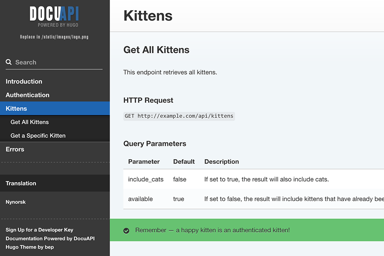 DOCUAPI
POWERED BY HUGO
Replace in /static/images/logo.png
Search
Introduction
Authentication
Kittens
Get All Kittens
Get a Specific Kitten
Errors
Translation
Nynorsk
Sign Up for a Developer Key
Documentation Powered by DocuAPI
Hugo Theme by bep
Kittens
Get All Kittens
This endpoint retrieves all kittens.
HTTP Request
GET http://example.com/api/kittens
Query Parameters
Parameter Default Description
include_cats false If set to true, the result will also include cats.
available true If set to false, the result will include kittens that have already bee
Remember — a happy kitten is an authenticated kitten!